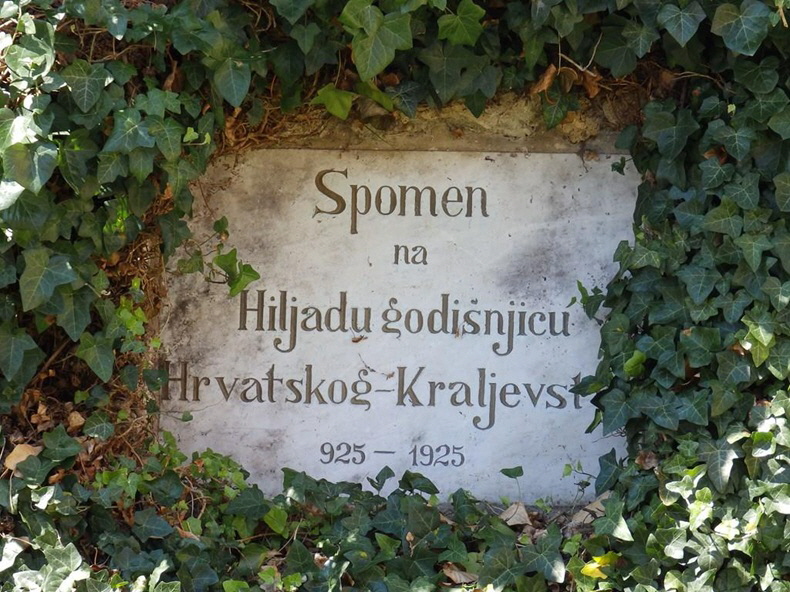 Spomen
na
Hiljadu godišnjicu
Hrvatskog-Kraljevst
925 — 1925